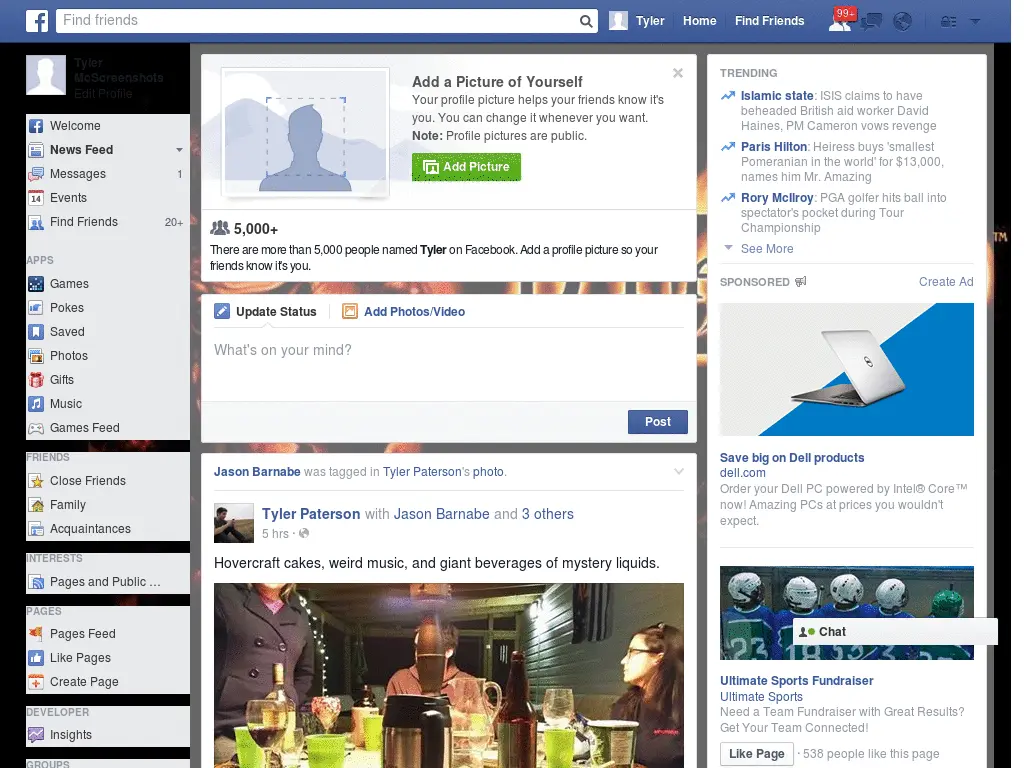 Find friends
Tyler
Home
Find Friends
99+
Tyler
McScreenshots
Edit Profile
Welcome
News Feed
Messages 1
14 Events
Find Friends 20+
APPS
Games
Pokes
Saved
Photos
Gifts
Music
Games Feed
FRIENDS
Close Friends
Family
Acquaintances
INTERESTS
Pages and Public ...
PAGES
Pages Feed
Like Pages
Create Page
DEVELOPER
Insights
GROUPS
Add a Picture of Yourself
Your profile picture helps your friends know it's
you. You can change it whenever you want.
Note: Profile pictures are public.
Add Picture
5,000+
There are more than 5,000 people named Tyler on Facebook. Add a profile picture so your
friends know it's you.
Update Status
Add Photos/Video
What's on your mind?
Post
Jason Barnabe was tagged in Tyler Paterson's photo.
Tyler Paterson with Jason Barnabe and 3 others
5 hrs ·
Hovercraft cakes, weird music, and giant beverages of mystery liquids.
TRENDING
Islamic state: ISIS claims to have
beheaded British aid worker David
Haines, PM Cameron vows revenge
Paris Hilton: Heiress buys 'smallest
Pomeranian in the world' for $13,000,
names him Mr. Amazing
Rory McIlroy: PGA golfer hits ball into
spectator's pocket during Tour
Championship
See More
TM
SPONSORED
Create Ad
DELL
Save big on Dell products
dell.com
Order your Dell PC powered by Intel® Core™
now! Amazing PCs at prices you wouldn't
expect.
23 18
Chat
Ultimate Sports Fundraiser
Ultimate Sports
Need a Team Fundraiser with Great Results?
Get Your Team Connected!
Like Page · 538 people like this page